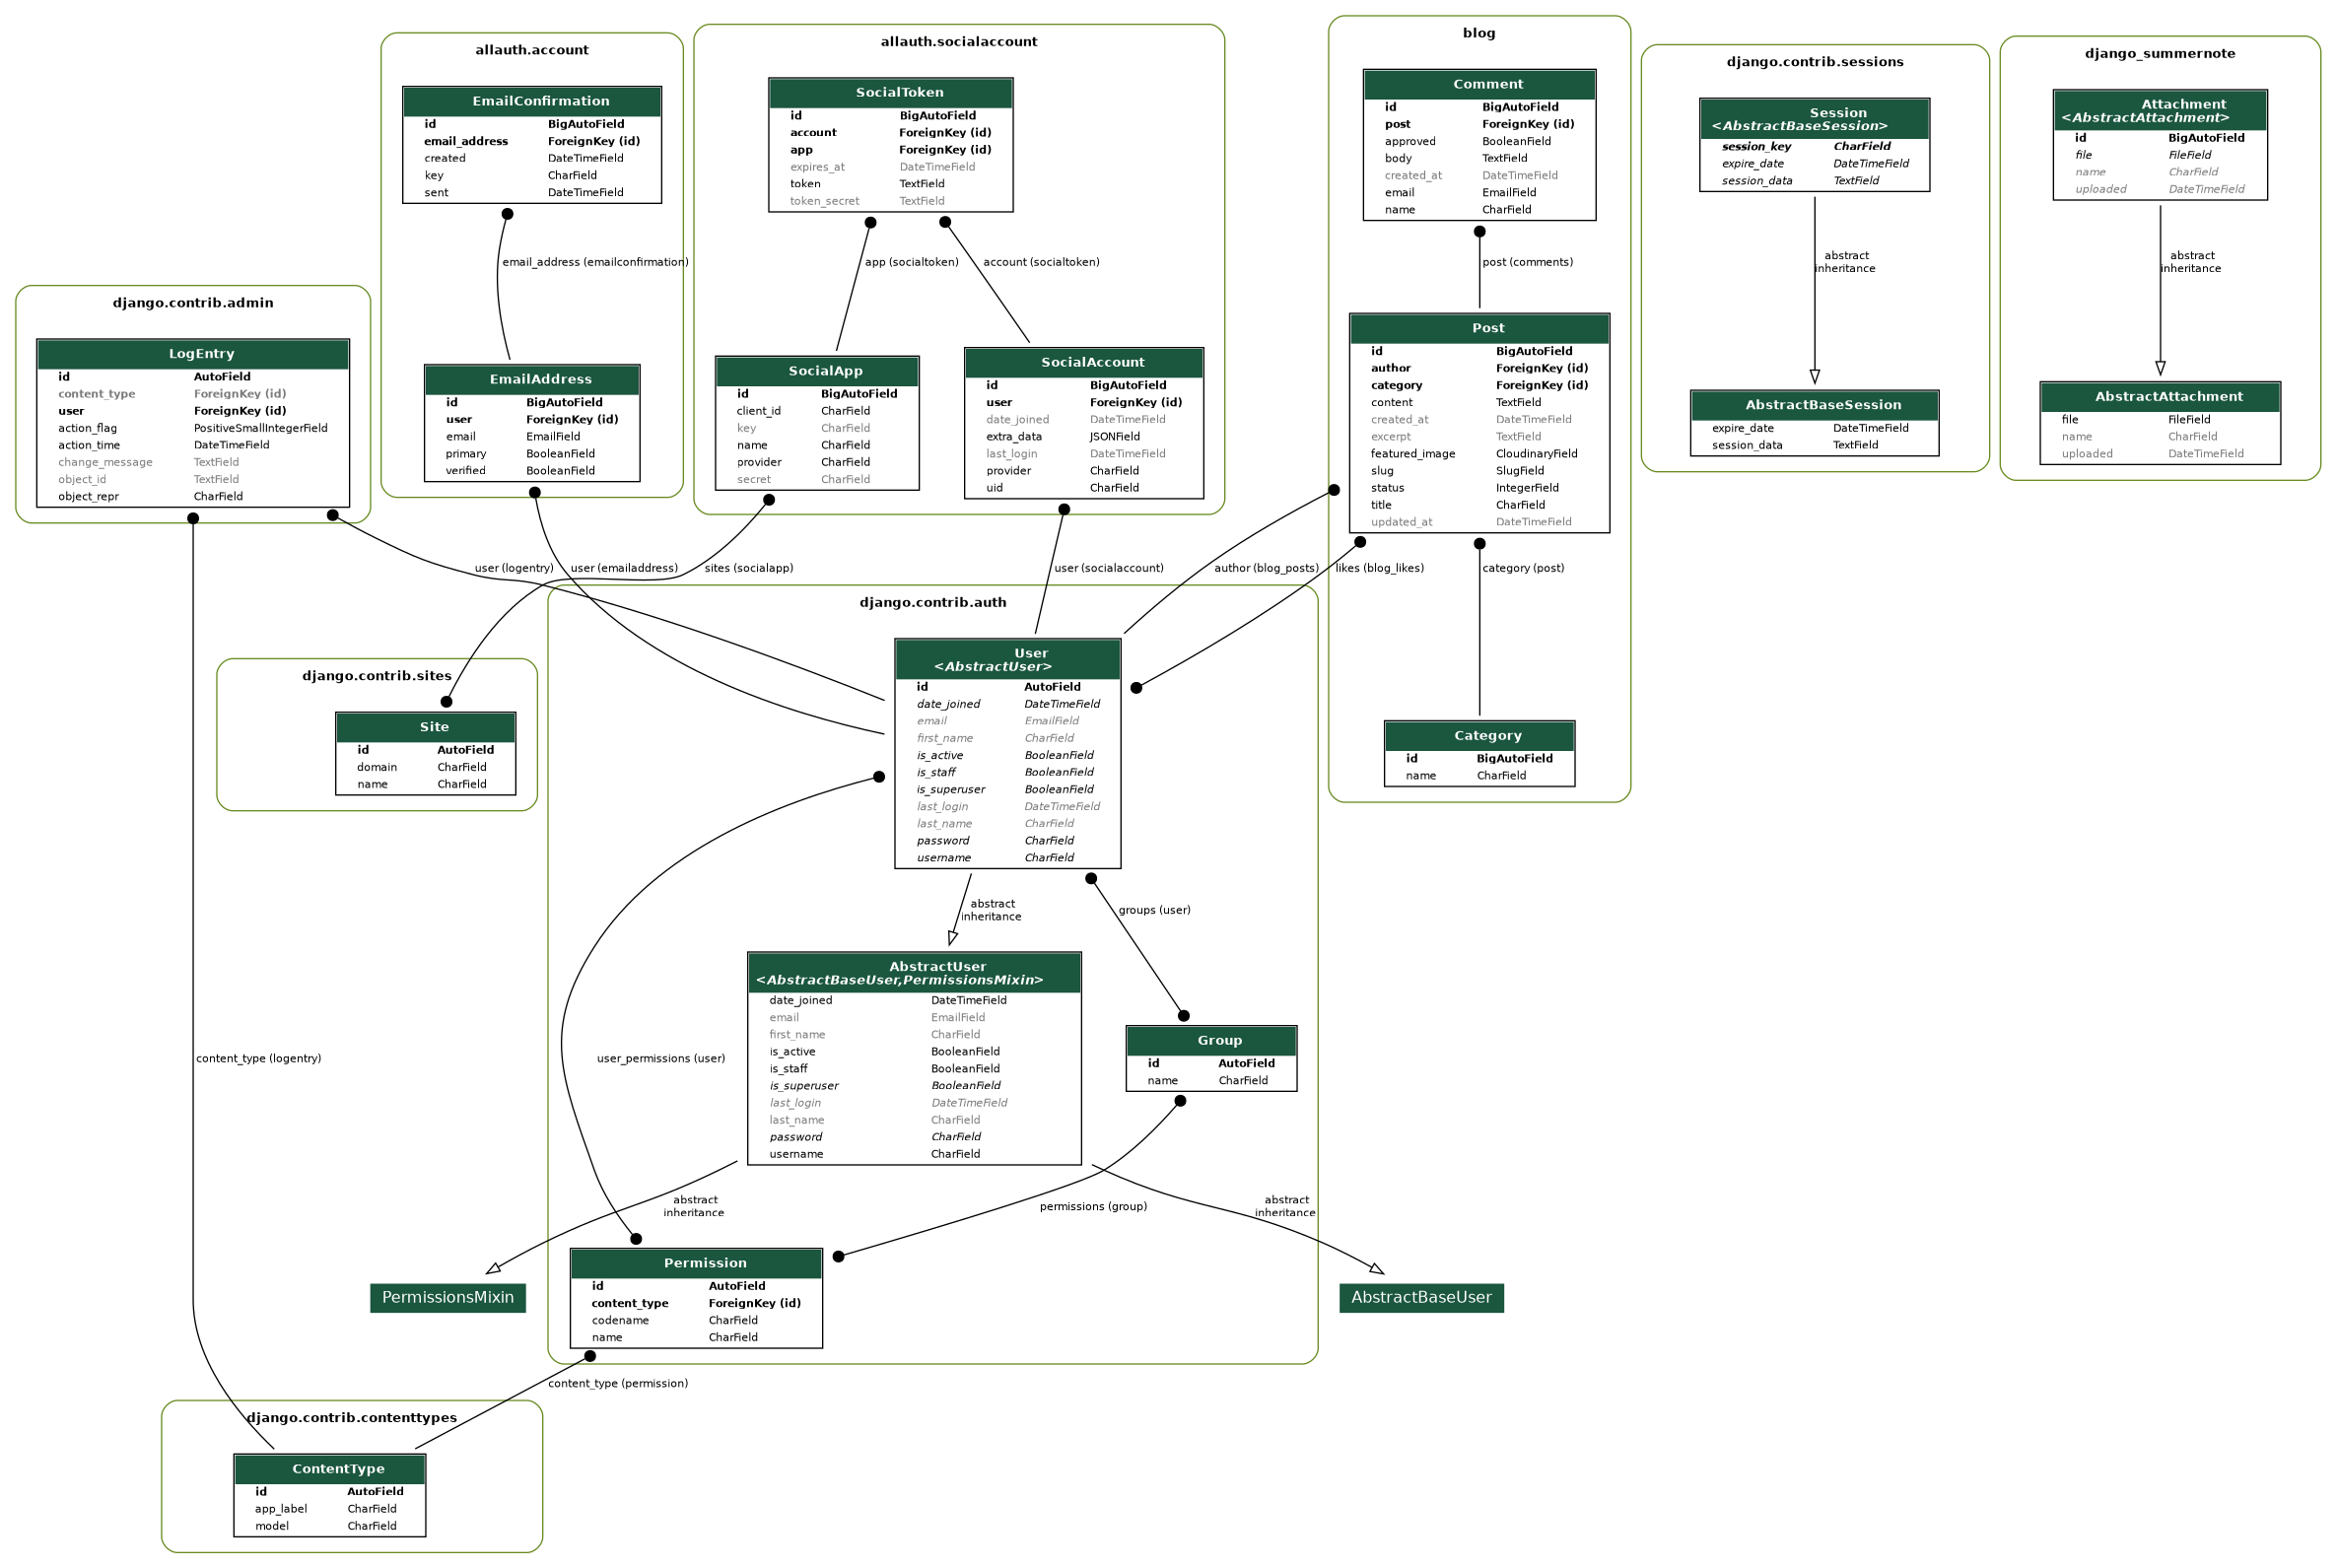 allauth.account
EmailConfirmation
id BigAutoField
email_address ForeignKey (id)
created DateTimeField
key CharField
sent DateTimeField
email_address (emailconfirmation)
EmailAddress
id BigAutoField
user ForeignKey (id)
email EmailField
primary BooleanField
verified BooleanField
allauth.socialaccount
SocialToken
id BigAutoField
account ForeignKey (id)
app ForeignKey (id)
expires_at DateTimeField
token TextField
token_secret TextField
app (socialtoken)
account (socialtoken)
SocialApp
id BigAutoField
client_id CharField
key CharField
name CharField
provider CharField
secret CharField
SocialAccount
id BigAutoField
user ForeignKey (id)
date_joined DateTimeField
extra_data JSONField
last_login DateTimeField
provider CharField
uid CharField
blog
Comment
id BigAutoField
post ForeignKey (id)
approved BooleanField
body TextField
created_at DateTimeField
email EmailField
name CharField
post (comments)
Post
id BigAutoField
author ForeignKey (id)
category ForeignKey (id)
content TextField
created_at DateTimeField
excerpt TextField
featured_image CloudinaryField
slug SlugField
status IntegerField
title CharField
updated_at DateTimeField
category (post)
Category
id BigAutoField
name CharField
django.contrib.sessions
Session
<AbstractBaseSession>
session_key CharField
expire_date DateTimeField
session_data TextField
abstract
inheritance
AbstractBaseSession
expire_date DateTimeField
session_data TextField
django_summernote
Attachment
<AbstractAttachment>
id BigAutoField
file FileField
name CharField
uploaded DateTimeField
abstract
inheritance
AbstractAttachment
file FileField
name CharField
uploaded DateTimeField
django.contrib.admin
LogEntry
id AutoField
content_type ForeignKey (id)
user ForeignKey (id)
action_flag PositiveSmallIntegerField
action_time DateTimeField
change_message TextField
object_id TextField
object_repr CharField
user (logentry)
user (emailaddress)
sites (socialapp)
user (socialaccount)
author (blog_posts)
likes (blog_likes)
django.contrib.sites
Site
id AutoField
domain CharField
name CharField
django.contrib.auth
User
<AbstractUser>
id AutoField
date_joined DateTimeField
email EmailField
first_name CharField
is_active BooleanField
is_staff BooleanField
is_superuser BooleanField
last_login DateTimeField
last_name CharField
password CharField
username CharField
abstract
inheritance
groups (user)
AbstractUser
<AbstractBaseUser,PermissionsMixin>
date_joined DateTimeField
email EmailField
first_name CharField
is_active BooleanField
is_staff BooleanField
is_superuser BooleanField
last_login DateTimeField
last_name CharField
password CharField
username CharField
Group
id AutoField
name CharField
content_type (logentry)
user_permissions (user)
abstract
inheritance
permissions (group)
abstract
inheritance
PermissionsMixin
Permission
id AutoField
content_type ForeignKey (id)
codename CharField
name CharField
AbstractBaseUser
content_type (permission)
django.contrib.contenttypes
ContentType
id AutoField
app_label CharField
model CharField